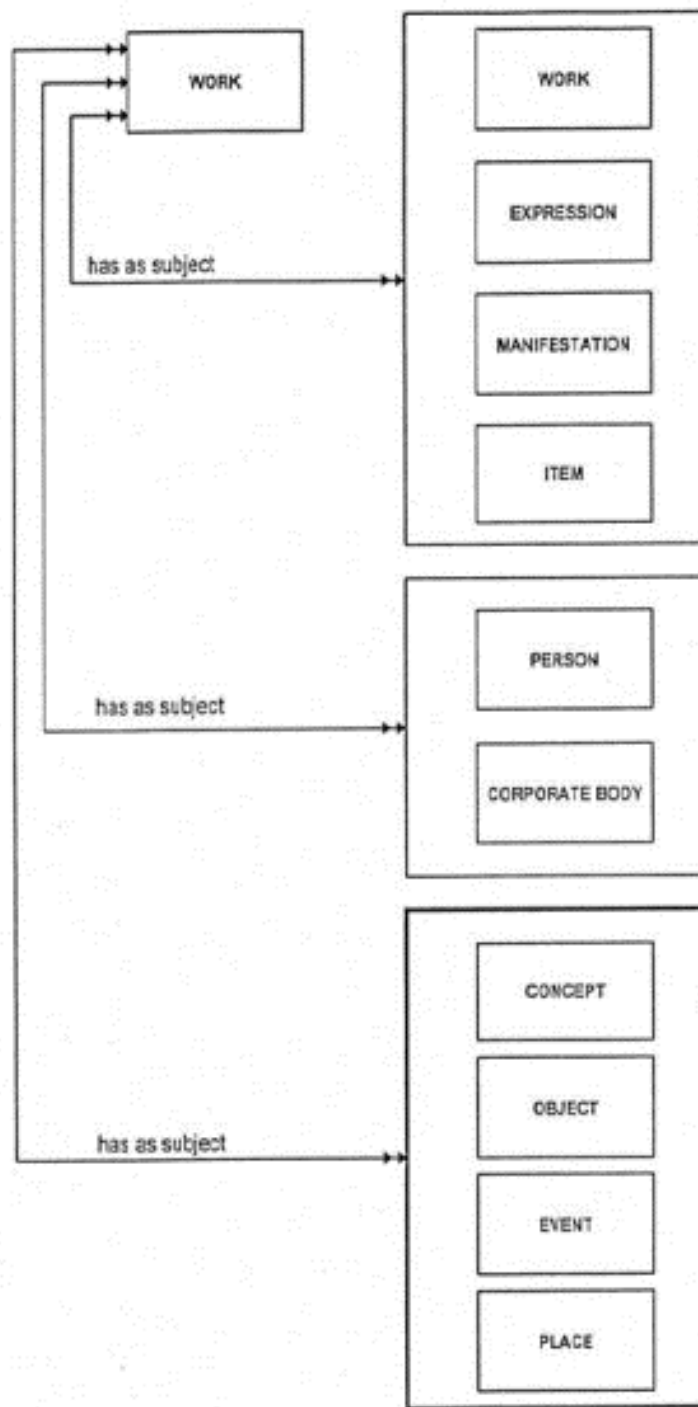 WORK
WORK
EXPRESSION
has as subject
MANIFESTATION
ITEM
PERSON
has as subject
CORPORATE BODY
CONCEPT
OBJECT
has as subject
EVENT
PLACE